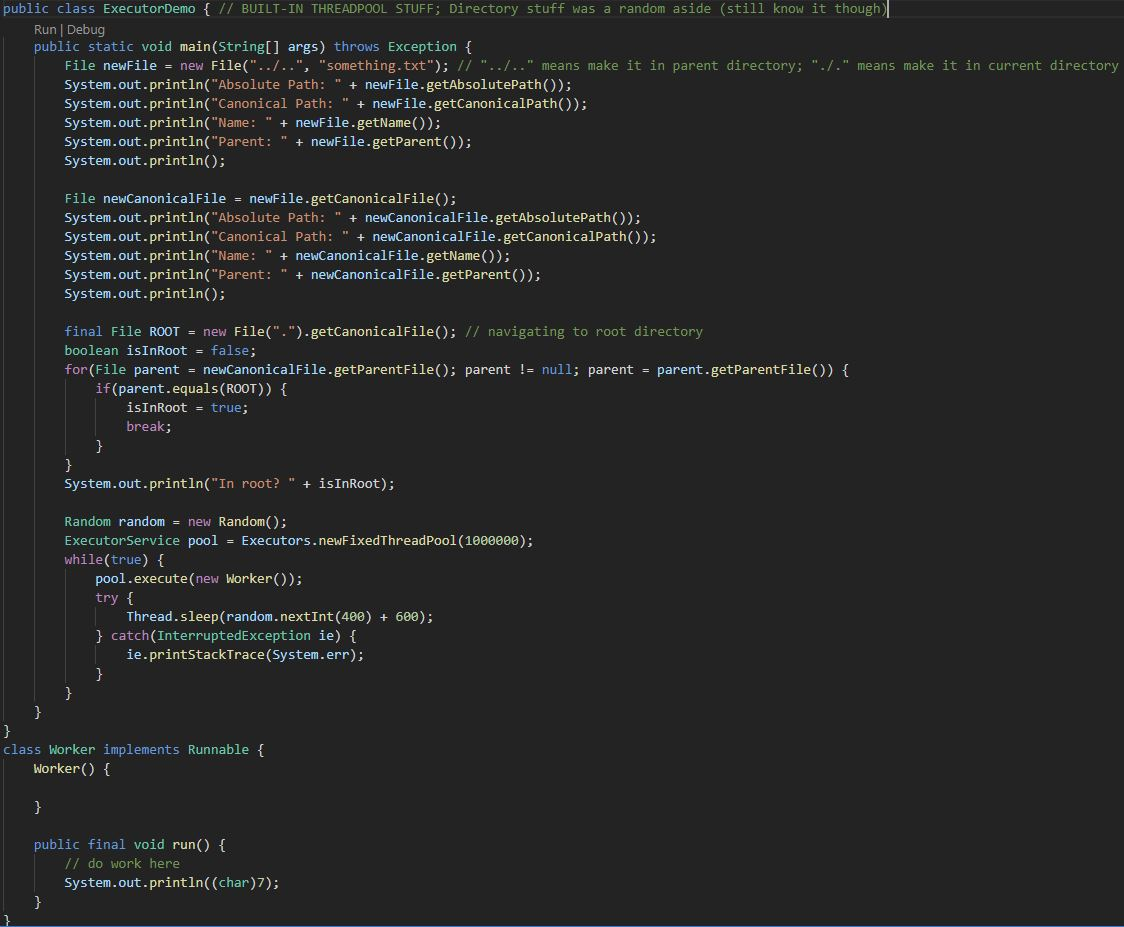 public class ExecutorDemo { // BUILT-IN THREADPOOL STUFF; Directory stuff was a random aside (still know it though)
Run | Debug
public static void main(String[] args) throws Exception {
File newFile = new File("../..", "something.txt"); // "../.." means make it in parent directory; "./." means make it in current directory
System.out.println("Absolute Path: " + newFile.getAbsolutePath());
System.out.println("Canonical Path: " + newFile.getCanonicalPath());
System.out.println("Name: " + newFile.getName());
System.out.println("Parent: " + newFile.getParent());
System.out.println();
File newCanonicalFile = newFile.getCanonicalFile();
System.out.println("Absolute Path: " + newCanonicalFile.getAbsolutePath());
System.out.println("Canonical Path: " + newCanonicalFile.getCanonicalPath());
System.out.println("Name: " + newCanonicalFile.getName());
System.out.println("Parent: " + newCanonicalFile.getParent());
System.out.println();
final File ROOT = new File(".").getCanonicalFile(); // navigating to root directory
boolean isInRoot = false;
for(File parent = newCanonicalFile.getParentFile(); parent != null; parent = parent.getParentFile()) {
if(parent.equals(ROOT)) {
isInRoot = true;
break;
}
}
System.out.println("In root? " + isInRoot);
Random random = new Random();
ExecutorService pool = Executors.newFixedThreadPool(1000000);
while(true) {
pool.execute(new Worker());
try {
Thread.sleep(random.nextInt(400) + 600);
} catch(InterruptedException ie) {
ie.printStackTrace(System.err);
}
}
}
}
class Worker implements Runnable {
Worker() {
}
public final void run() {
// do work here
System.out.println((char)7);
}
}